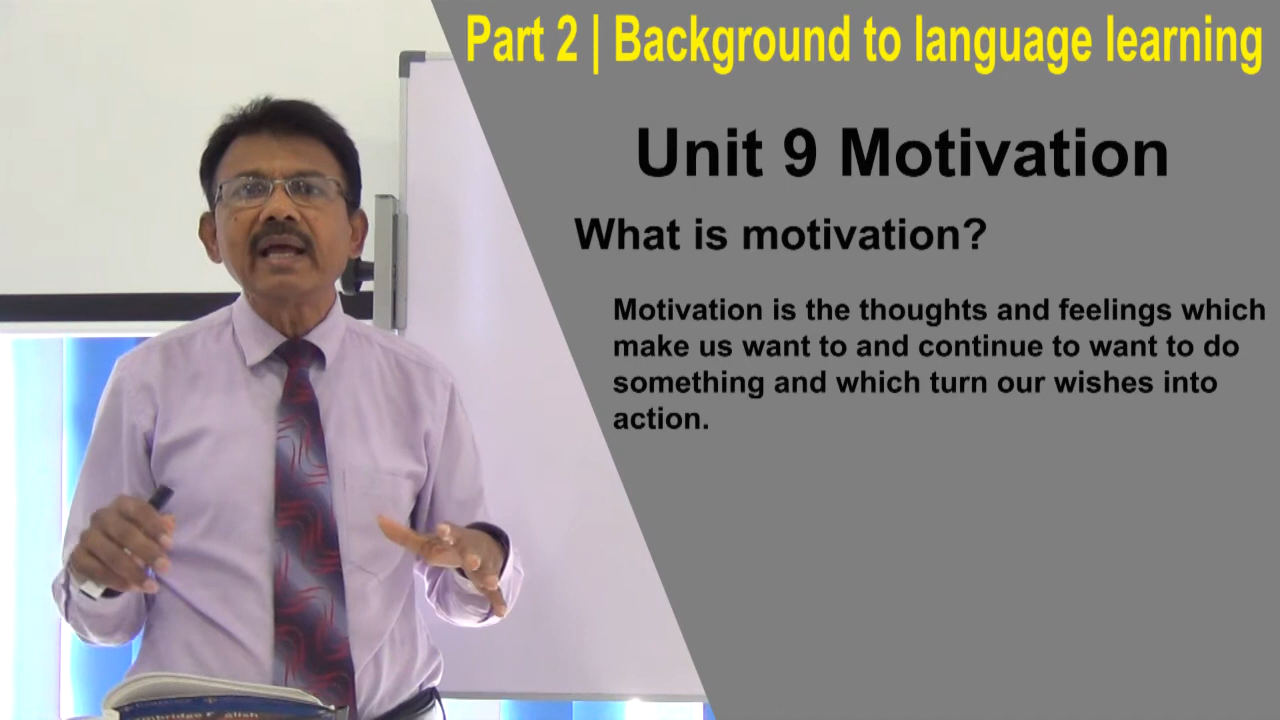 Part 2 | Background to language learning
Unit 9 Motivation
What is motivation?
Motivation is the thoughts and feelings which
make us want to and continue to want to do
something and which turn our wishes into
action.